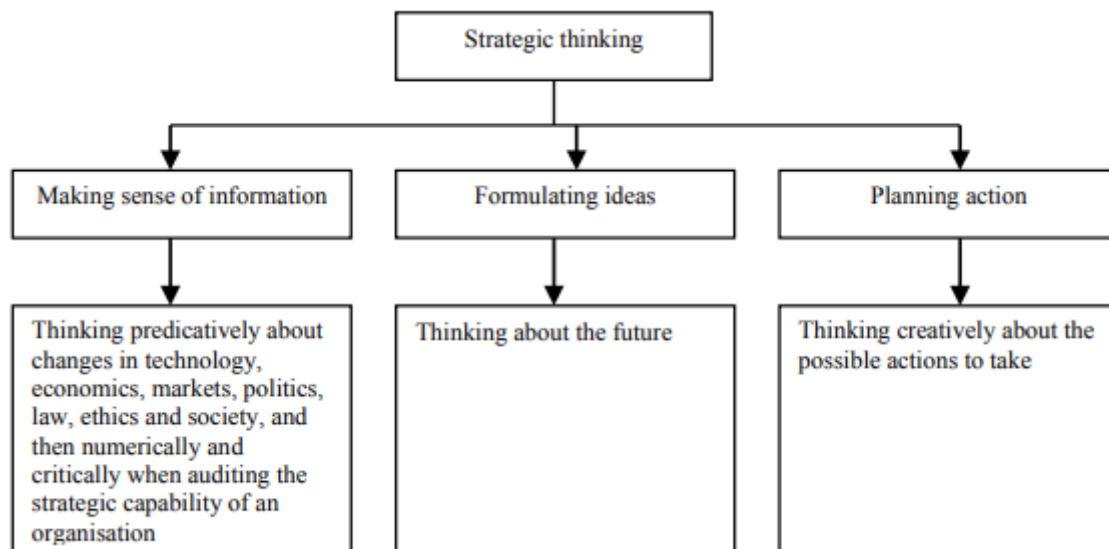 Strategic thinking
Making sense of information
Formulating ideas
Planning action
Thinking predicatively about
changes in technology,
economics, markets, politics,
law, ethics and society, and
then numerically and
critically when auditing the
strategic capability of an
organisation
Thinking about the future
Thinking creatively about the
possible actions to take